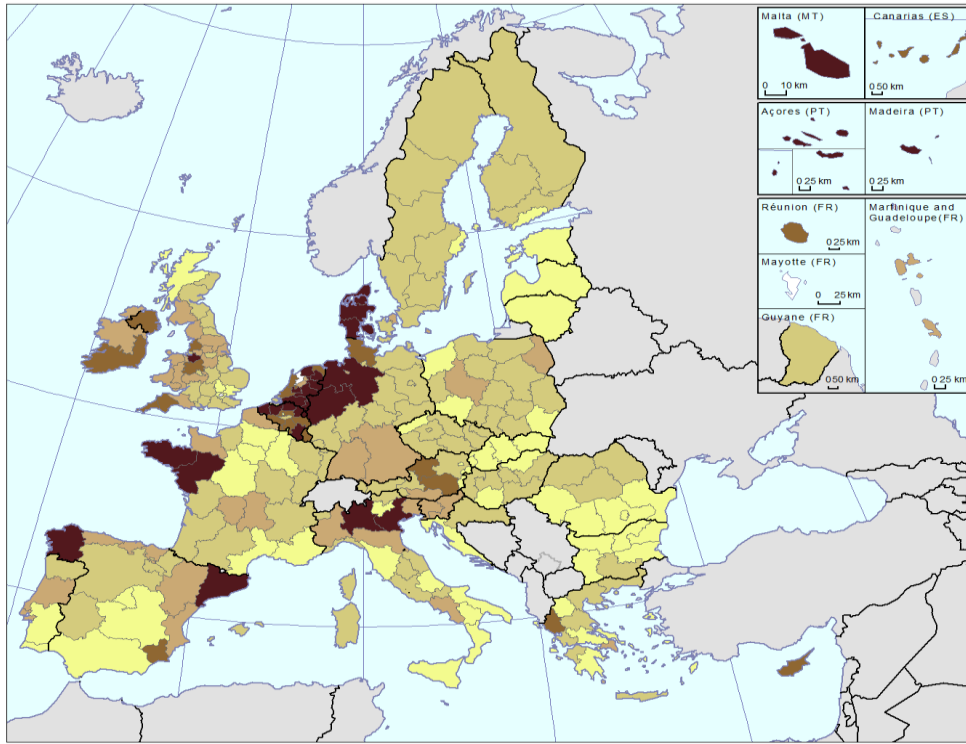 Malta (MT)
0 10 km
Canarias (ES)
0 50 km
Açores (PT)
0 25 km
Madeira (PT)
0 25 km
Réunion (FR)
0 25 km
Mayotte (FR)
0 25
Guyane (FR)
0 50 km
Martinique and
Guadeloupe(FR)
0 25 km